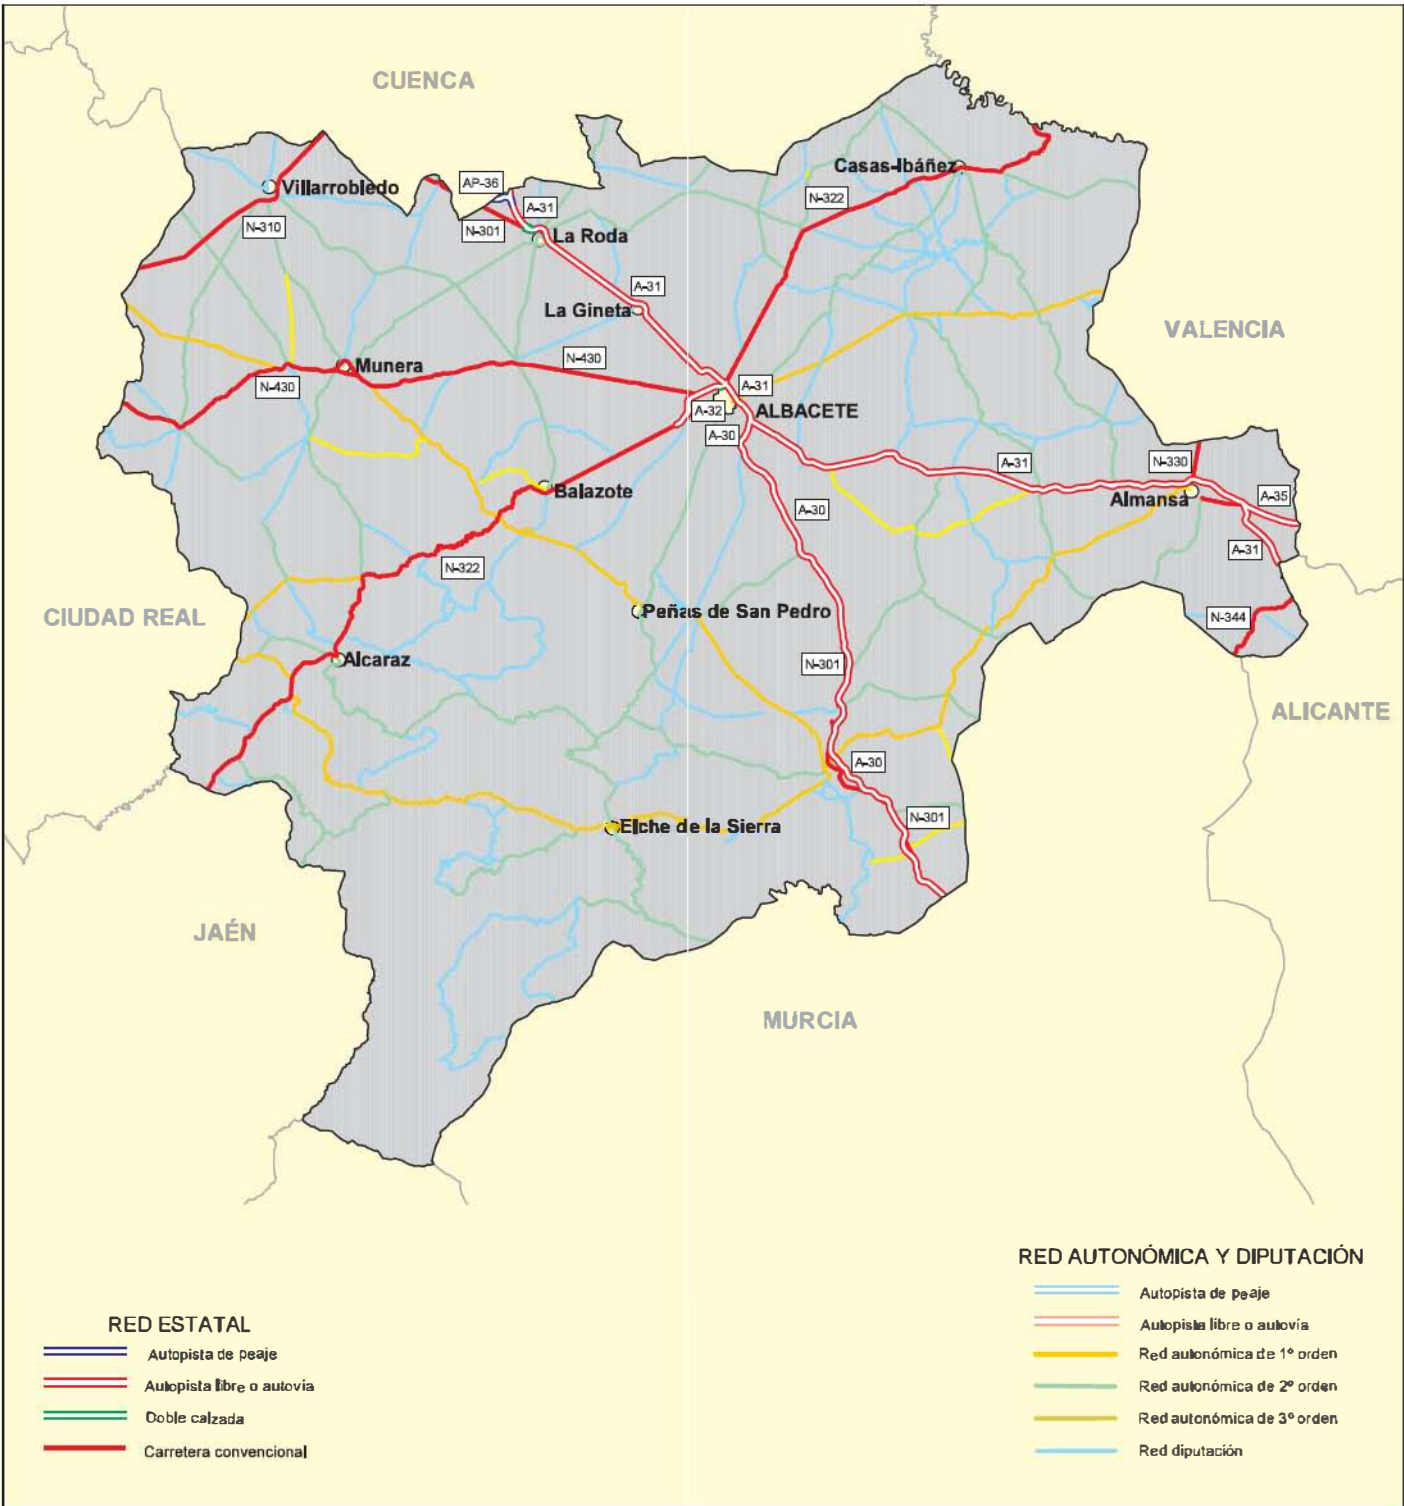 CUENCA
Casas-Ibáñez
AP-36
Villarrobledo
N-322
A-31
N-310
N-301
La Roda
A-31
La Gineta
VALENCIA
N-430
Munera
N-430
A-31
A-32
ALBACETE
A-30
N-330
A-31
Balazote
Almansa
A-35
A-30
A-31
N-322
CIUDAD REAL
Peñas de San Pedro
N-344
Alcaraz
N-301
ALICANTE
A-30
N-301
Elche de la Sierra
JAÉN
MURCIA
RED ESTATAL
Autopista de peaje
Autopista libre o autovía
Doble calzada
Carretera convencional
RED AUTONÓMICA Y DIPUTACIÓN
Autopista de peaje
Autopista libre o autovía
Red autonómica de 1º orden
Red autonómica de 2º orden
Red autonómica de 3º orden
Red diputación